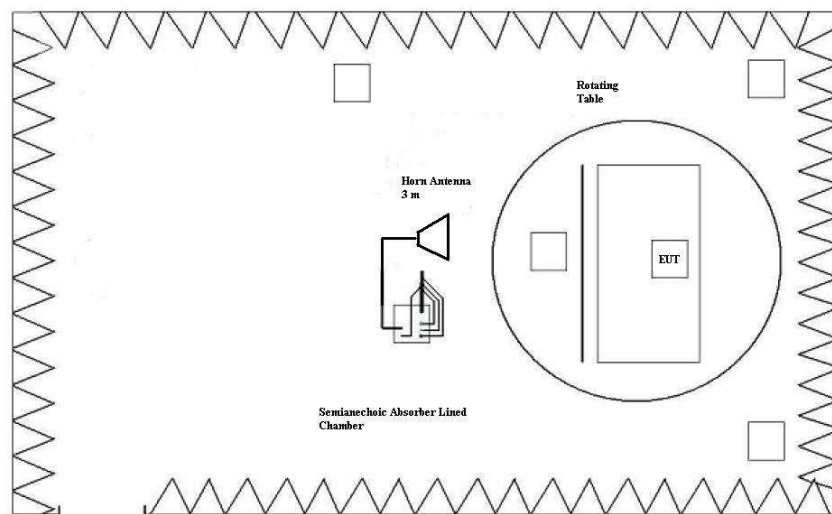 Rotating
Table
Horn Antenna
3 m
EUT
Semianechoic Absorber Lined
Chamber